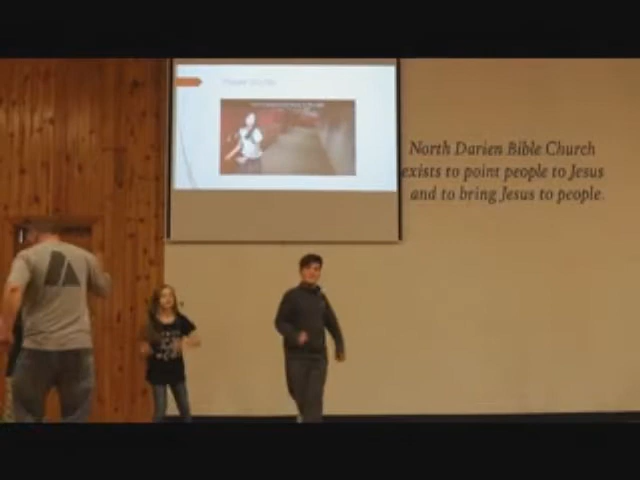 North Darien Bible Church
exists to point people to Jesus
and to bring Jesus to people.